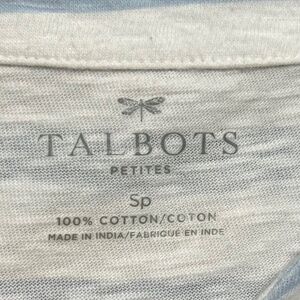 TALBOTS
PETITES
Sp
100% COTTON/COTON
MADE IN INDIA/FABRIQUÉ EN INDE